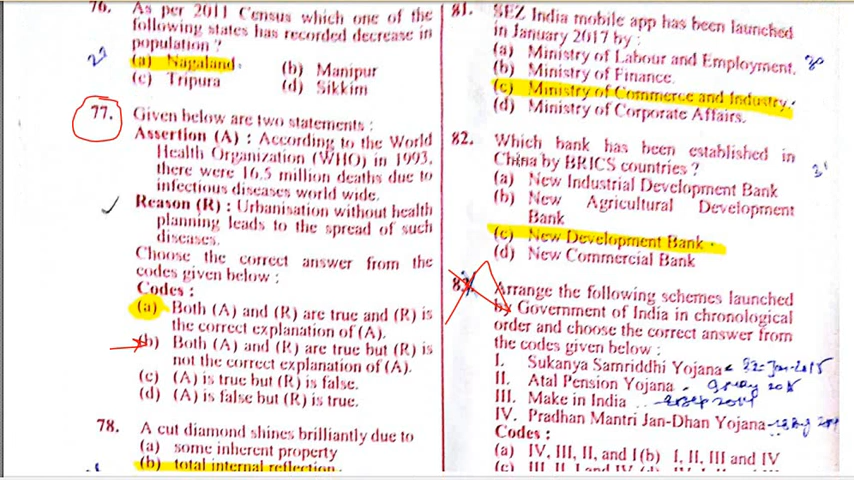 76. As per 2011 Census which one of the
following states has recorded decrease in
population ?
(a) Nagaland
(b) Manipur
(c) Tripura
(d) Sikkim
77. Given below are two statements :
Assertion (A) : According to the World
Health Organization (WHO) in 1993,
there were 16.5 million deaths due to
infectious diseases world wide.
Reason (R) : Urbanisation without health
planning leads to the spread of such
diseases.
Choose the correct answer from the
codes given below :
Codes :
(a) Both (A) and (R) are true and (R) is
the correct explanation of (A).
(b) Both (A) and (R) are true but (R) is
not the correct explanation of (A).
(c) (A) is true but (R) is false.
(d) (A) is false but (R) is true.
78. A cut diamond shines brilliantly due to
(a) some inherent property
(b) total internal reflection
81. SEZ India mobile app has been launched
in January 2017 by :
(a) Ministry of Labour and Employment.
(b) Ministry of Finance.
(c) Ministry of Commerce and Industry.
(d) Ministry of Corporate Affairs.
82. Which bank has been established in
China by BRICS countries ?
(a) New Industrial Development Bank
(b) New Agricultural Development
Bank
(c) New Development Bank
(d) New Commercial Bank
Arrange the following schemes launched
by Government of India in chronological
order and choose the correct answer from
the codes given below :
I. Sukanya Samriddhi Yojana
II. Atal Pension Yojana
III. Make in India
IV. Pradhan Mantri Jan-Dhan Yojana
Codes :
(a) IV, III, II, and I (b) I, II, III and IV
(c) III, II, I and IV